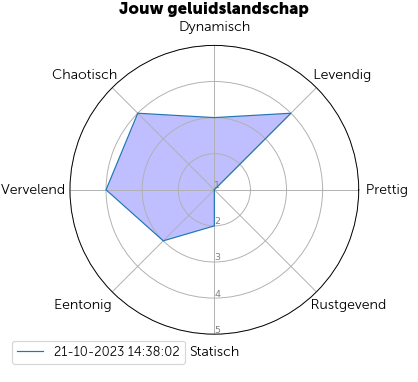 Jouw geluidslandschap
Dynamisch
Chaotisch
Levendig
Vervelend
1
Prettig
2
3
4
Eentonig
Rustgevend
5
21-10-2023 14:38:02
Statisch